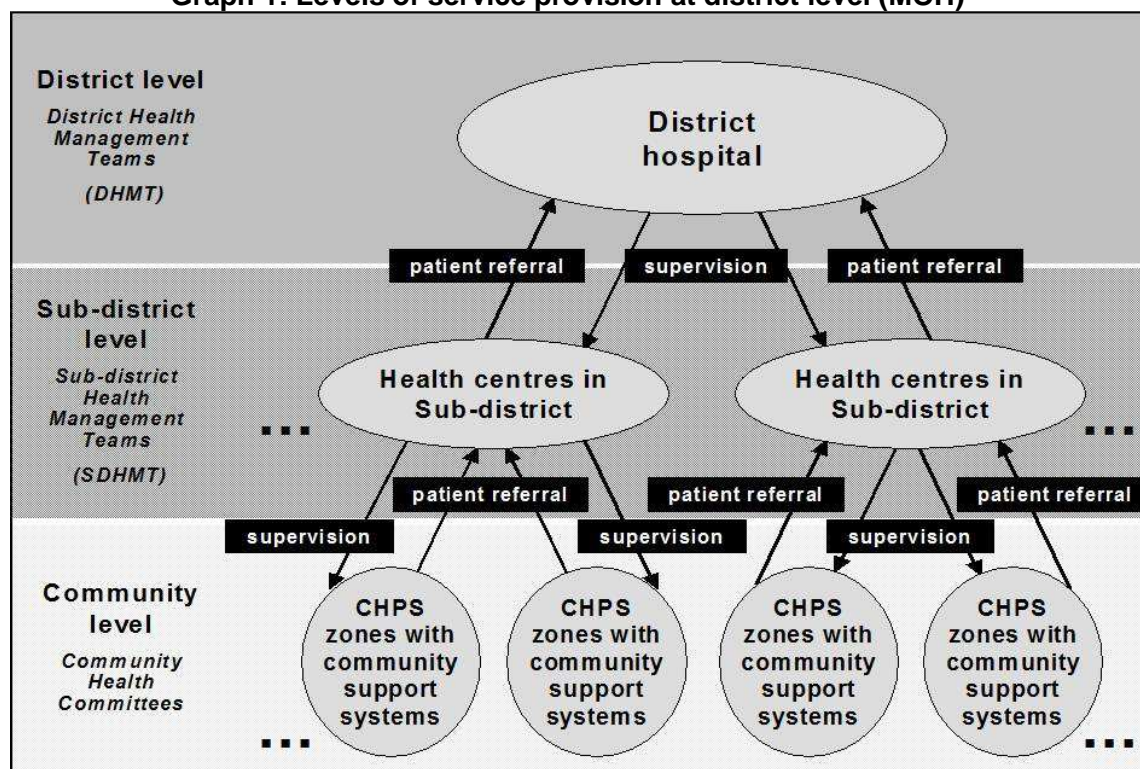 Graph 1: Levels of service provision at district level (MOH)
District level
District Health
Management
Teams
(DHMT)
District
hospital
patient referral
supervision
patient referral
Sub-district
level
Sub-district
Health
Management
Teams
(SDHMT)
Health centres in
Sub-district
Health centres in
Sub-district
...
...
patient referral
patient referral
patient referral
supervision
supervision
supervision
Community
level
Community
Health
Committees
CHPS
zones with
community
support
systems
CHPS
zones with
community
support
systems
CHPS
zones with
community
support
systems
CHPS
zones with
community
support
systems
...
...